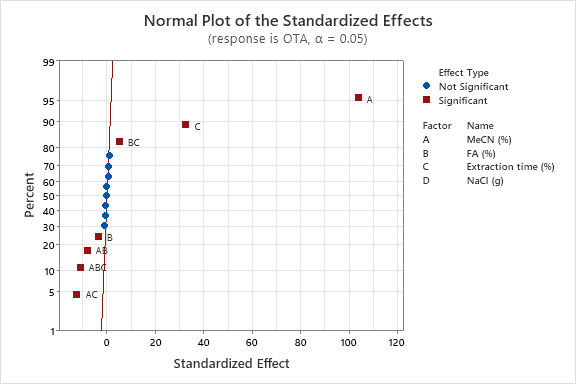 Normal Plot of the Standardized Effects
(response is OTA, α = 0.05)
99
95
90
80
70
60
50
40
30
20
10
5
1
Percent
A
C
BC
B
AB
ABC
AC
0
20
40
60
80
100
120
Standardized Effect
Effect Type
Not Significant
Significant
Factor Name
A MeCN (%)
B FA (%)
C Extraction time (%)
D NaCl (g)